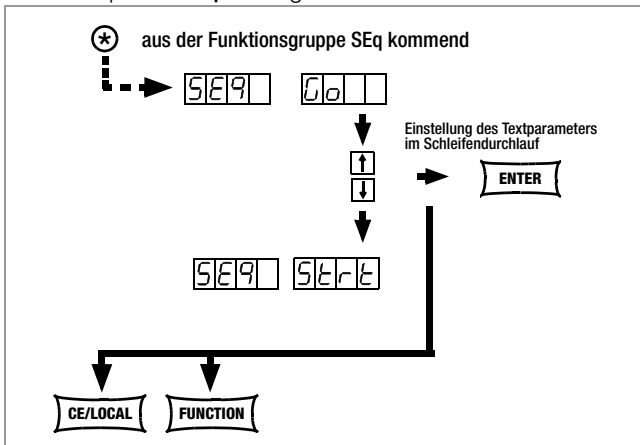 aus der Funktionsgruppe SEq kommend
SEq Go
Einstellung des Textparameters
im Schleifendurchlauf
↑
↓
ENTER
SEq Strt
CE/LOCAL FUNCTION